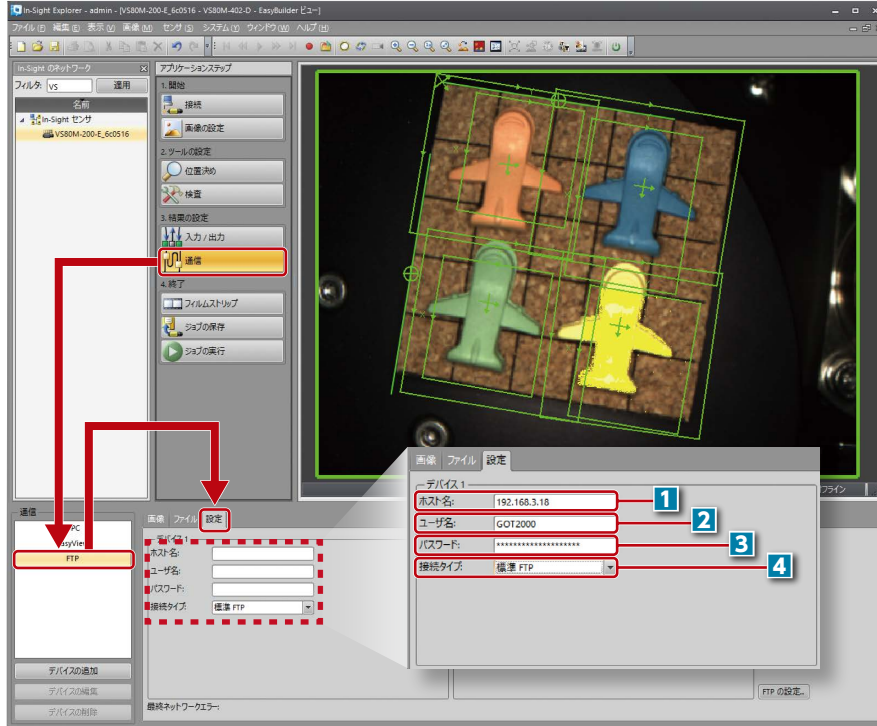 In-Sight Explorer - admin - [VS80M-200-E_6c0516 - VS80M-402-D - EasyBuilder ビュー]
ファイル(F) 編集(E) 表示(V) 画像(M) センサ(S) システム(Y) ウィンドウ(W) ヘルプ(H)
In-Sight のネットワーク
フィルタ: VS 適用
名前
In-Sight センサ
VS80M-200-E_6c0516
アプリケーションステップ
1. 開始
接続
画像の設定
2. ツールの設定
位置決め
検査
3. 結果の設定
入力 / 出力
通信
4. 終了
フィルムストリップ
ジョブの保存
ジョブの実行
フライン
通信
PC
EasyView
FTP
デバイスの追加
デバイスの編集
デバイスの削除
画像 ファイル 設定
デバイス 1
ホスト名:
ユーザ名:
パスワード:
接続タイプ: 標準 FTP
最終ネットワークエラー:
FTP の設定...
画像 ファイル 設定
デバイス 1
ホスト名: 192.168.3.18 1
ユーザ名: GOT2000 2
パスワード: ******************** 3
接続タイプ: 標準 FTP 4